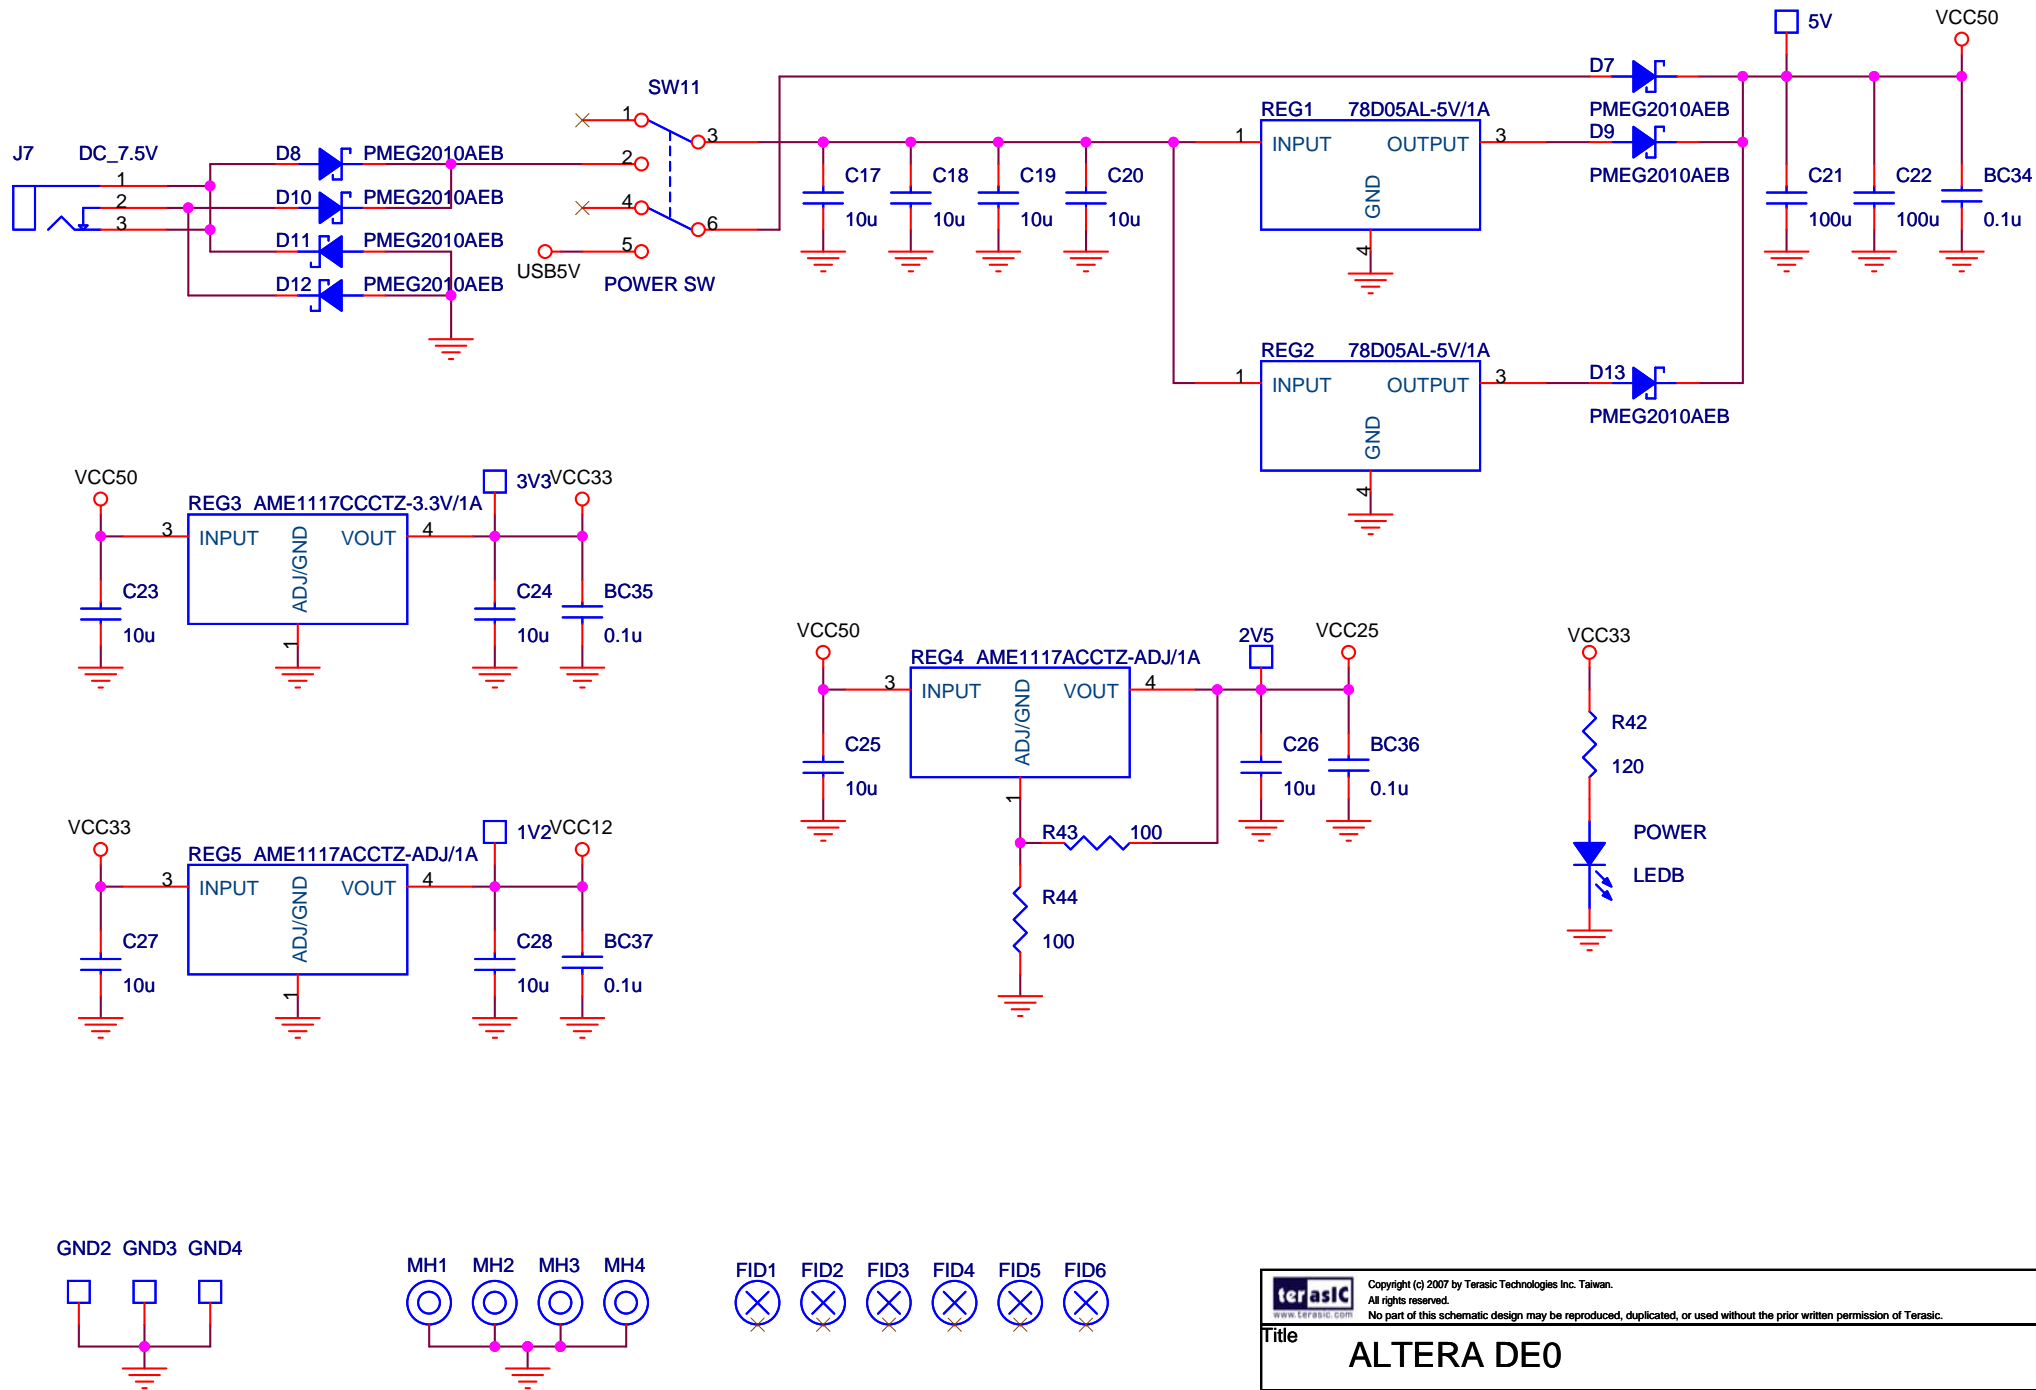 5V
VCC50
SW11
D7
PMEG2010AEB
REG1 78D05AL-5V/1A
1
INPUT OUTPUT
GND
3
4
D9
PMEG2010AEB
J7 DC_7.5V
1
2
3
D8 PMEG2010AEB
D10 PMEG2010AEB
D11 PMEG2010AEB
D12 PMEG2010AEB
1
2
3
4
5
6
USB5V
POWER SW
C17
10u
C18
10u
C19
10u
C20
10u
C21
100u
C22
100u
BC34
0.1u
REG2 78D05AL-5V/1A
1
INPUT OUTPUT
GND
3
4
D13
PMEG2010AEB
VCC50
3V3
VCC33
REG3 AME1117CCCTZ-3.3V/1A
3
INPUT VOUT
ADJ/GND
4
1
C23
10u
C24
10u
BC35
0.1u
VCC50
2V5
VCC25
REG4 AME1117ACCTZ-ADJ/1A
3
INPUT VOUT
ADJ/GND
4
1
C25
10u
C26
10u
BC36
0.1u
R43 100
R44
100
VCC33
R42
120
POWER
LEDB
VCC33
1V2
VCC12
REG5 AME1117ACCTZ-ADJ/1A
3
INPUT VOUT
ADJ/GND
4
1
C27
10u
C28
10u
BC37
0.1u
GND2 GND3 GND4
MH1 MH2 MH3 MH4
FID1 FID2 FID3 FID4 FID5 FID6
terasIC
www.terasic.com
Copyright (c) 2007 by Terasic Technologies Inc. Taiwan.
All rights reserved.
No part of this schematic design may be reproduced, duplicated, or used without the prior written permission of Terasic.
Title
ALTERA DE0